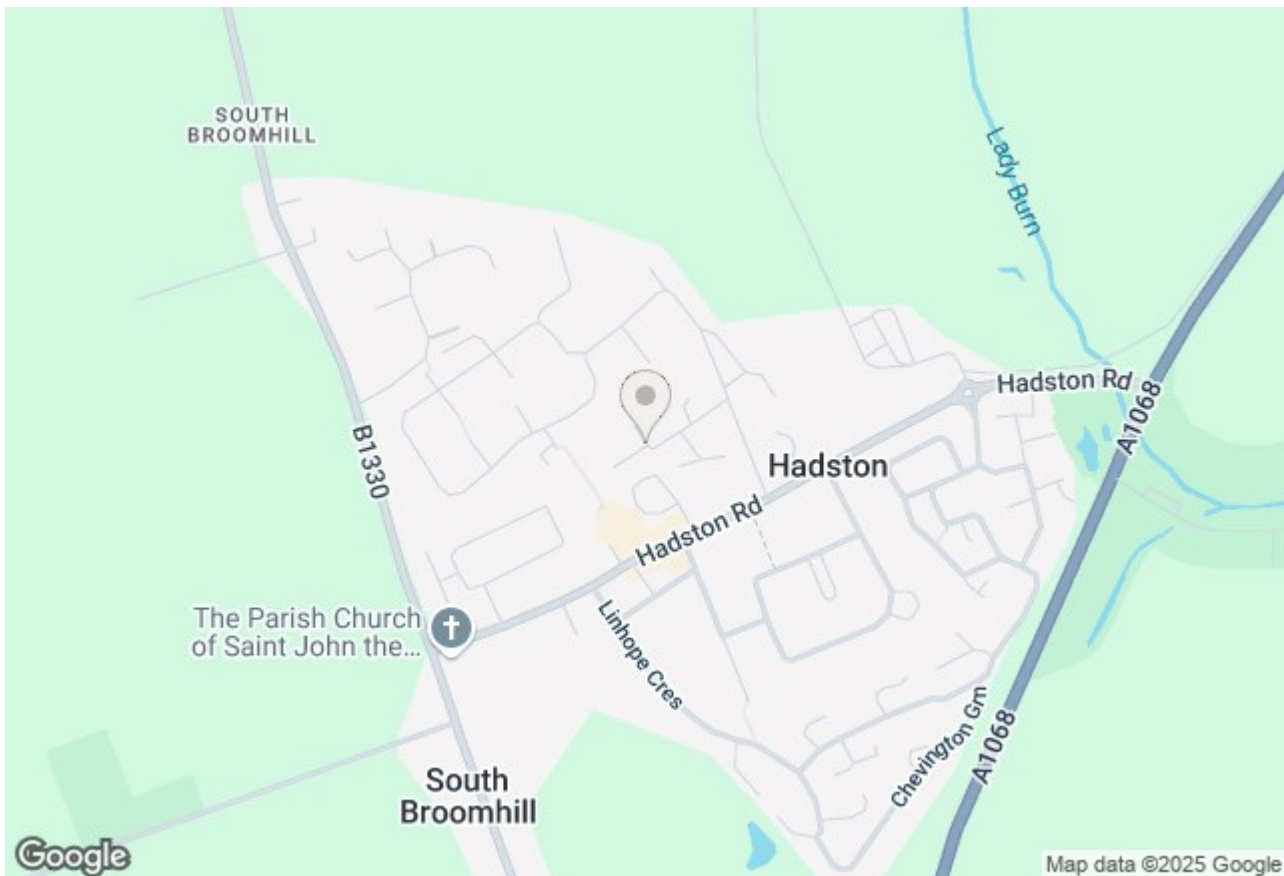 SOUTH
BROOMHILL
Lady Burn
Hadston Rd
A1068
B1330
Hadston
Hadston Rd
The Parish Church
of Saint John the...
Linhope Cres
Chevington Grn
A1068
South
Broomhill
Google
Map data ©2025 Google